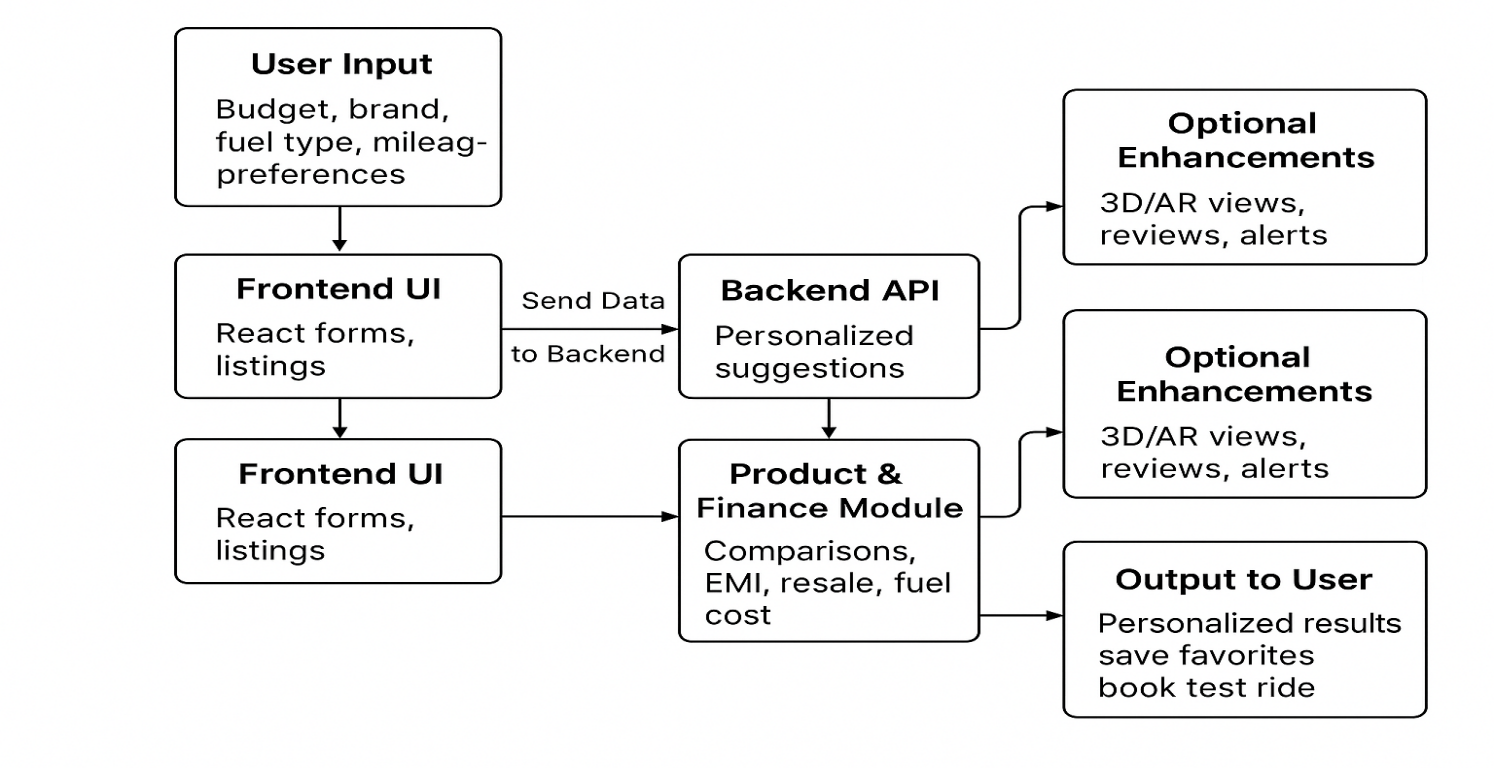 User Input
Budget, brand,
fuel type, mileag-
preferences
Frontend UI
React forms,
listings
Send Data
to Backend
Backend API
Personalized
suggestions
Optional
Enhancements
3D/AR views,
reviews, alerts
Frontend UI
React forms,
listings
Product &
Finance Module
Comparisons,
EMI, resale, fuel
cost
Optional
Enhancements
3D/AR views,
reviews, alerts
Output to User
Personalized results
save favorites
book test ride